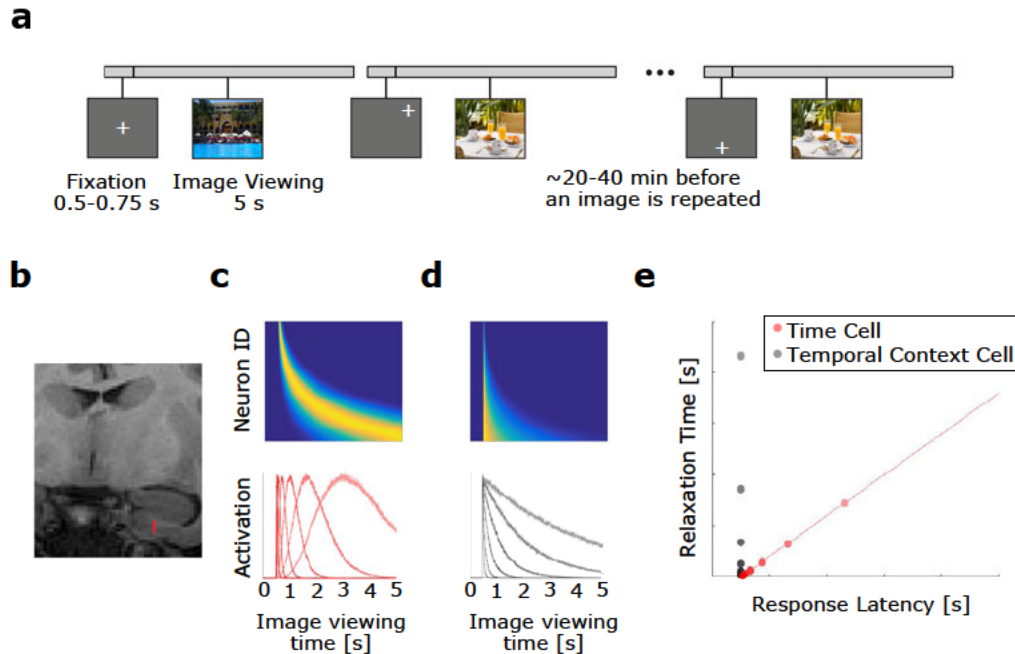 a
Fixation
0.5-0.75 s
Image Viewing
5 s
~20-40 min before
an image is repeated
b
c
Neuron ID
Activation
0 1 2 3 4 5
Image viewing
time [s]
d
0 1 2 3 4 5
Image viewing
time [s]
e
Time Cell
Temporal Context Cell
Relaxation Time [s]
Response Latency [s]